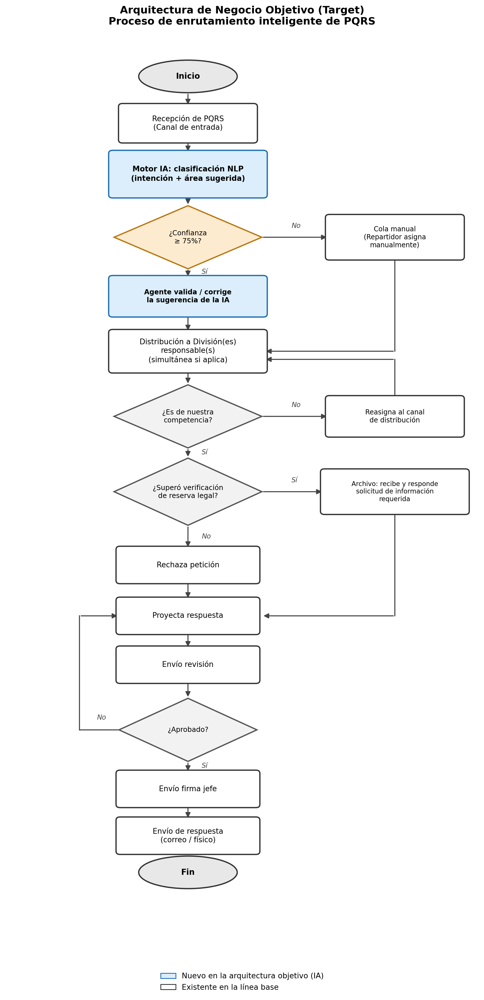 Arquitectura de Negocio Objetivo (Target)
Proceso de enrutamiento inteligente de PQRS
Inicio
Recepción de PQRS
(Canal de entrada)
Motor IA: clasificación NLP
(intención + área sugerida)
¿Confianza
≥ 75%?
No
Cola manual
(Repartidor asigna
manualmente)
Sí
Agente valida / corrige
la sugerencia de la IA
Distribución a División(es)
responsable(s)
(simultánea si aplica)
¿Es de nuestra
competencia?
No
Reasigna al canal
de distribución
Sí
¿Superó verificación
de reserva legal?
Sí
Archivo: recibe y responde
solicitud de información
requerida
No
Rechaza petición
Proyecta respuesta
Envío revisión
No
¿Aprobado?
Sí
Envío firma jefe
Envío de respuesta
(correo / físico)
Fin
Nuevo en la arquitectura objetivo (IA)
Existente en la línea base